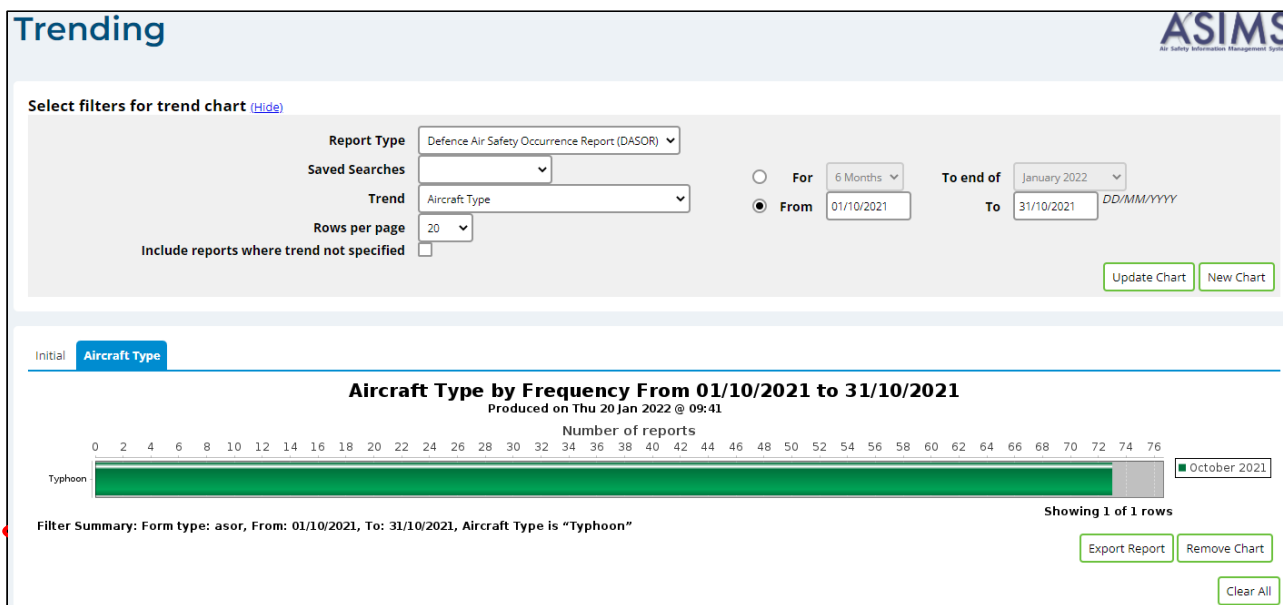 Trending
ASIMS
Air Safety Information Management System
Select filters for trend chart (Hide)
Report Type Defence Air Safety Occurrence Report (DASOR)
Saved Searches
For 6 Months To end of January 2022
Trend Aircraft Type
From 01/10/2021 To 31/10/2021 DD/MM/YYYY
Rows per page 20
Include reports where trend not specified
Update Chart New Chart
Initial Aircraft Type
Aircraft Type by Frequency From 01/10/2021 to 31/10/2021
Produced on Thu 20 Jan 2022 @ 09:41
Number of reports
0 2 4 6 8 10 12 14 16 18 20 22 24 26 28 30 32 34 36 38 40 42 44 46 48 50 52 54 56 58 60 62 64 66 68 70 72 74 76
Typhoon
October 2021
Showing 1 of 1 rows
Filter Summary: Form type: asor, From: 01/10/2021, To: 31/10/2021, Aircraft Type is “Typhoon”
Export Report Remove Chart
Clear All